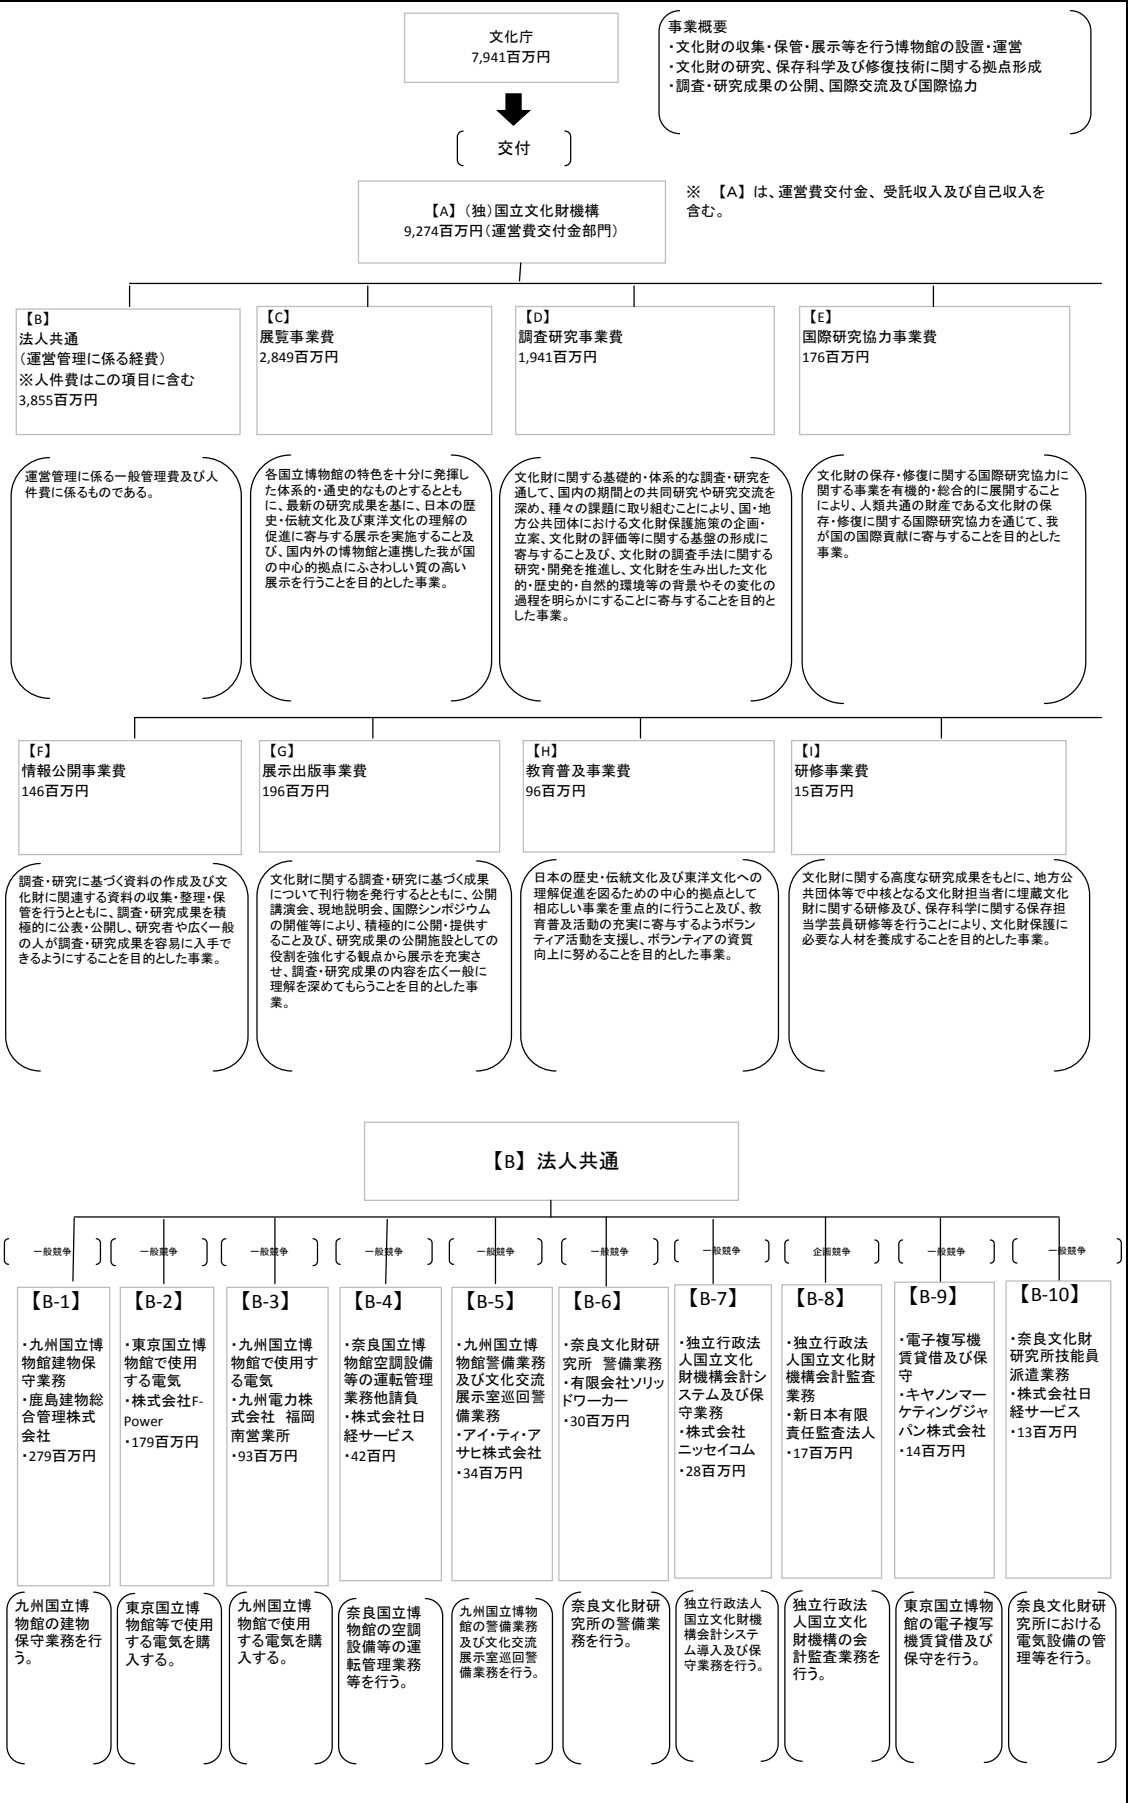 文化庁
7,941百万円
事業概要
・文化財の収集・保管・展示等を行う博物館の設置・運営
・文化財の研究、保存科学及び修復技術に関する拠点形成
・調査・研究成果の公開、国際交流及び国際協力
交付
【A】（独）国立文化財機構
9,274百万円（運営費交付金部門）
※　【A】は、運営費交付金、受託収入及び自己収入を
含む。
【B】
法人共通
（運営管理に係る経費）
※人件費はこの項目に含む
3,855百万円
【C】
展覧事業費
2,849百万円
【D】
調査研究事業費
1,941百万円
【E】
国際研究協力事業費
176百万円
運営管理に係る一般管理費及び人
件費に係るものである。
各国立博物館の特色を十分に発揮し
た体系的・通史的なものとするととも
に、最新の研究成果を基に、日本の歴
史・伝統文化及び東洋文化の理解の
促進に寄与する展示を実施すること及
び、国内外の博物館と連携した我が国
の中心的拠点にふさわしい質の高い
展示を行うことを目的とした事業。
文化財に関する基礎的・体系的な調査・研究を
通して、国内の期間との共同研究や研究交流を
深め、種々の課題に取り組むことにより、国・地
方公共団体における文化財保護施策の企画・
立案、文化財の評価等に関する基盤の形成に
寄与すること及び、文化財の調査手法に関する
研究・開発を推進し、文化財を生み出した文化
的・歴史的・自然的環境等の背景やその変化の
過程を明らかにすることに寄与することを目的と
した事業。
文化財の保存・修復に関する国際研究協力に
関する事業を有機的・総合的に展開すること
により、人類共通の財産である文化財の保
存・修復に関する国際研究協力を通じて、我
が国の国際貢献に寄与することを目的とした
事業。
【F】
情報公開事業費
146百万円
【G】
展示出版事業費
196百万円
【H】
教育普及事業費
96百万円
【I】
研修事業費
15百万円
調査・研究に基づく資料の作成及び文
化財に関連する資料の収集・整理・保
管を行うとともに、調査・研究成果を積
極的に公表・公開し、研究者や広く一般
の人が調査・研究成果を容易に入手で
きるようにすることを目的とした事業。
文化財に関する調査・研究に基づく成果
について刊行物を発行するとともに、公開
講演会、現地説明会、国際シンポジウム
の開催等により、積極的に公開・提供す
ること及び、研究成果の公開施設としての
役割を強化する観点から展示を充実さ
せ、調査・研究成果の内容を広く一般に
理解を深めてもらうことを目的とした事
業。
日本の歴史・伝統文化及び東洋文化への
理解促進を図るための中心的拠点として
相応しい事業を重点的に行うこと及び、教
育普及活動の充実に寄与するようボラン
ティア活動を支援し、ボランティアの資質
向上に努めることを目的とした事業。
文化財に関する高度な研究成果をもとに、地方公
共団体等で中核となる文化財担当者に埋蔵文化
財に関する研修及び、保存科学に関する保存担
当学芸員研修等を行うことにより、文化財保護に
必要な人材を養成することを目的とした事業。
【B】法人共通
一般競争
一般競争
一般競争
一般競争
一般競争
一般競争
一般競争
企画競争
一般競争
一般競争
【B-1】
・九州国立博
物館建物保
守業務
・鹿島建物総
合管理株式
会社
・279百万円
【B-2】
・東京国立博
物館で使用
する電気
・株式会社F-
Power
・179百万円
【B-3】
・九州国立博
物館で使用す
る電気
・九州電力株
式会社　福岡
南営業所
・93百万円
【B-4】
・奈良国立博
物館空調設備
等の運転管理
業務他請負
・株式会社日
経サービス
・42百円
【B-5】
・九州国立博
物館警備業務
及び文化交流
展示室巡回警
備業務
・アイ・ティ・ア
サヒ株式会社
・34百万円
【B-6】
・奈良文化財研
究所　警備業務
・有限会社ソリッ
ドワーカー
・30百万円
【B-7】
・独立行政法
人国立文化
財機構会計シ
ステム及び保
守業務
・株式会社
ニッセイコム
・28百万円
【B-8】
・独立行政法
人国立文化財
機構会計監査
業務
・新日本有限
責任監査法人
・17百万円
【B-9】
・電子複写機
賃貸借及び保
守
・キヤノンマー
ケティングジャ
パン株式会社
・14百万円
【B-10】
・奈良文化財
研究所技能員
派遣業務
・株式会社日
経サービス
・13百万円
九州国立博
物館の建物
保守業務を行
う。
東京国立博
物館等で使用
する電気を購
入する。
九州国立博
物館で使用
する電気を購
入する。
奈良国立博
物館の空調
設備等の運
転管理業務
等を行う。
九州国立博物
館の警備業務
及び文化交流
展示室巡回警
備業務を行う。
奈良文化財研
究所の警備業
務を行う。
独立行政法人
国立文化財機
構会計システ
ム導入及び保
守業務を行う。
独立行政法
人国立文化
財機構の会
計監査業務を
行う。
東京国立博物
館の電子複写
機賃貸借及び
保守を行う。
奈良文化財研
究所における
電気設備の管
理等を行う。